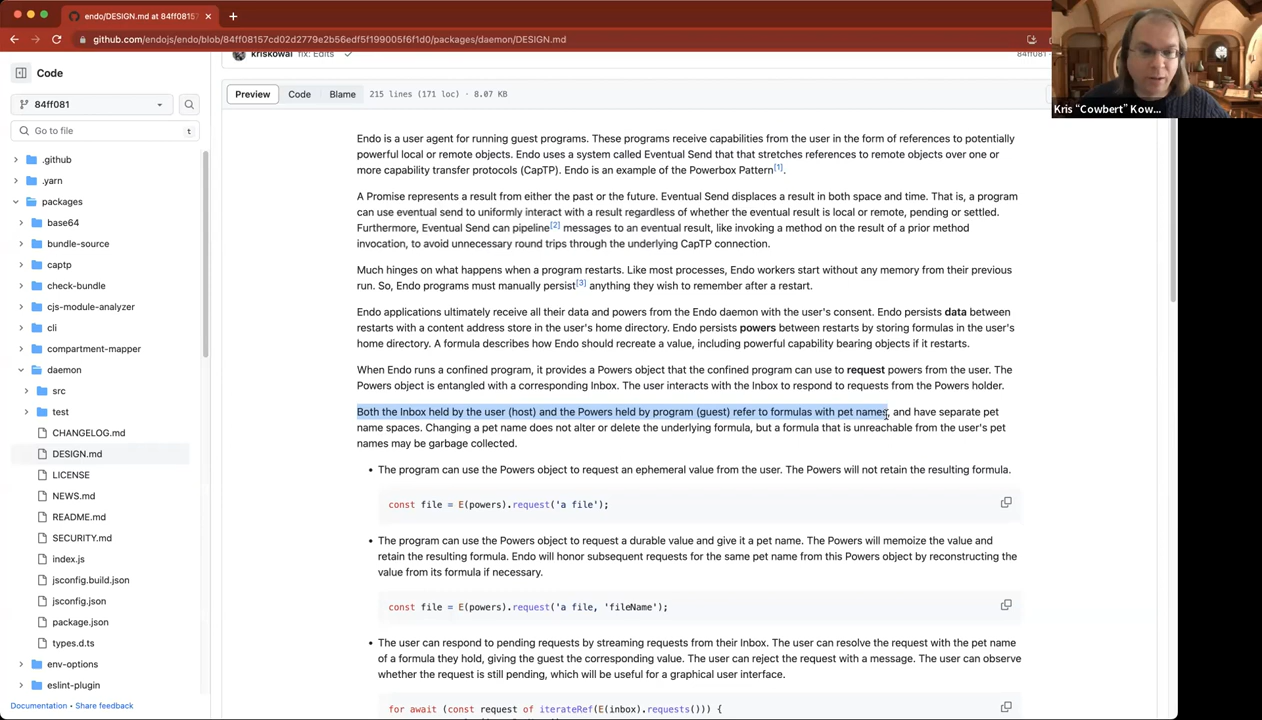 endo/DESIGN.md at 84ff08157
github.com/endojs/endo/blob/84ff08157cd02d2779e2b56edf5f199005f6f1d0/packages/daemon/DESIGN.md
Kris "Cowbert" Kow...
Code
84ff081
Go to file
t
.github
.yarn
packages
base64
bundle-source
captp
check-bundle
cjs-module-analyzer
cli
compartment-mapper
daemon
src
test
CHANGELOG.md
DESIGN.md
LICENSE
NEWS.md
README.md
SECURITY.md
index.js
jsconfig.build.json
jsconfig.json
package.json
types.d.ts
env-options
eslint-plugin
Documentation • Share feedback
kriskowal fix: Edits
84ff081
Preview Code Blame 215 lines (171 loc) · 8.07 KB
Endo is a user agent for running guest programs. These programs receive capabilities from the user in the form of references to potentially
powerful local or remote objects. Endo uses a system called Eventual Send that that stretches references to remote objects over one or
more capability transfer protocols (CapTP). Endo is an example of the Powerbox Pattern[1].
A Promise represents a result from either the past or the future. Eventual Send displaces a result in both space and time. That is, a program
can use eventual send to uniformly interact with a result regardless of whether the eventual result is local or remote, pending or settled.
Furthermore, Eventual Send can pipeline[2] messages to an eventual result, like invoking a method on the result of a prior method
invocation, to avoid unnecessary round trips through the underlying CapTP connection.
Much hinges on what happens when a program restarts. Like most processes, Endo workers start without any memory from their previous
run. So, Endo programs must manually persist[3] anything they wish to remember after a restart.
Endo applications ultimately receive all their data and powers from the Endo daemon with the user's consent. Endo persists data between
restarts with a content address store in the user's home directory. Endo persists powers between restarts by storing formulas in the user's
home directory. A formula describes how Endo should recreate a value, including powerful capability bearing objects if it restarts.
When Endo runs a confined program, it provides a Powers object that the confined program can use to request powers from the user. The
Powers object is entangled with a corresponding Inbox. The user interacts with the Inbox to respond to requests from the Powers holder.
Both the Inbox held by the user (host) and the Powers held by program (guest) refer to formulas with pet names, and have separate pet
name spaces. Changing a pet name does not alter or delete the underlying formula, but a formula that is unreachable from the user's pet
names may be garbage collected.
• The program can use the Powers object to request an ephemeral value from the user. The Powers will not retain the resulting formula.
const file = E(powers).request('a file');
• The program can use the Powers object to request a durable value and give it a pet name. The Powers will memoize the value and
retain the resulting formula. Endo will honor subsequent requests for the same pet name from this Powers object by reconstructing the
value from its formula if necessary.
const file = E(powers).request('a file, 'fileName');
• The user can respond to pending requests by streaming requests from their Inbox. The user can resolve the request with the pet name
of a formula they hold, giving the guest the corresponding value. The user can reject the request with a message. The user can observe
whether the request is still pending, which will be useful for a graphical user interface.
for await (const request of iterateRef(E(inbox).requests())) {